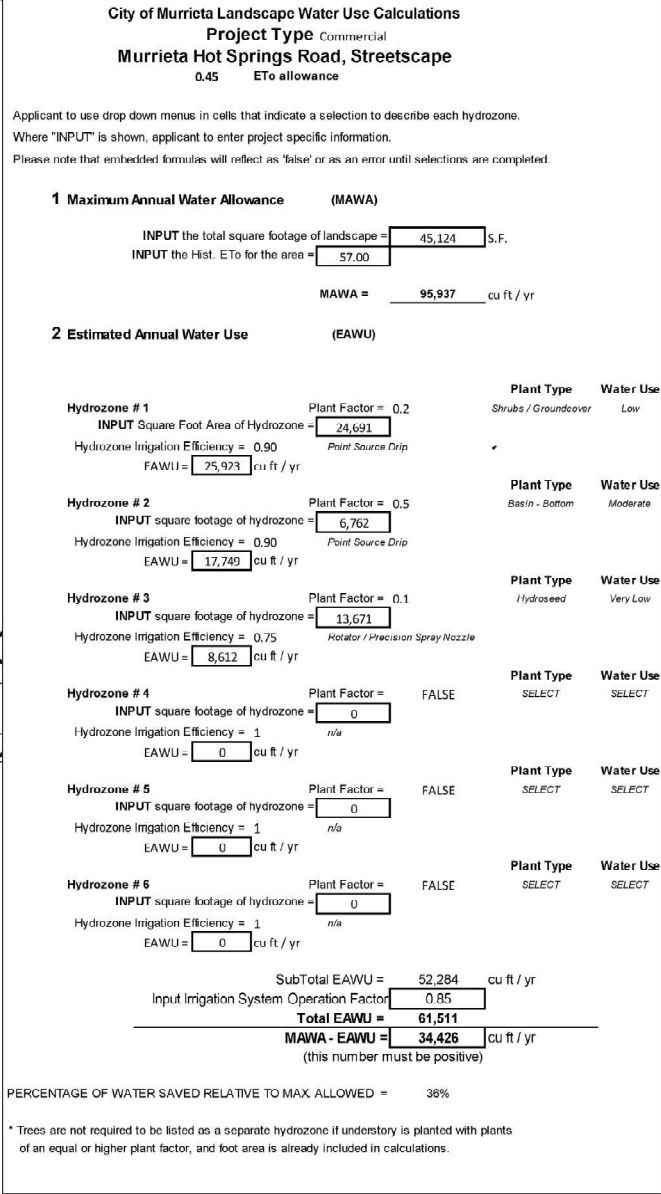 City of Murrieta Landscape Water Use Calculations
Project Type Commercial
Murrieta Hot Springs Road, Streetscape
0.45 ETo allowance
Applicant to use drop down menus in cells that indicate a selection to describe each hydrozone.
Where "INPUT" is shown, applicant to enter project specific information.
Please note that embedded formulas will reflect as 'false' or as an error until selections are completed.
1 Maximum Annual Water Allowance (MAWA)
INPUT the total square footage of landscape = 45,124 S.F.
INPUT the Hist. ETo for the area = 57.00
MAWA = 95,937 cu ft / yr
2 Estimated Annual Water Use (EAWU)
Plant Type Water Use
Hydrozone # 1 Plant Factor = 0.2 Shrubs / Groundcover Low
INPUT Square Foot Area of Hydrozone = 24,691
Hydrozone Irrigation Efficiency = 0.90 Point Source Drip
EAWU = 25,923 cu ft / yr
Plant Type Water Use
Hydrozone # 2 Plant Factor = 0.5 Basin - Bottom Moderate
INPUT square footage of hydrozone = 6,762
Hydrozone Irrigation Efficiency = 0.90 Point Source Drip
EAWU = 17,749 cu ft / yr
Plant Type Water Use
Hydrozone # 3 Plant Factor = 0.1 Hydroseed Very Low
INPUT square footage of hydrozone = 13,671
Hydrozone Irrigation Efficiency = 0.75 Rotator / Precision Spray Nozzle
EAWU = 8,612 cu ft / yr
Plant Type Water Use
Hydrozone # 4 Plant Factor = FALSE SELECT SELECT
INPUT square footage of hydrozone = 0
Hydrozone Irrigation Efficiency = 1 n/a
EAWU = 0 cu ft / yr
Plant Type Water Use
Hydrozone # 5 Plant Factor = FALSE SELECT SELECT
INPUT square footage of hydrozone = 0
Hydrozone Irrigation Efficiency = 1 n/a
EAWU = 0 cu ft / yr
Plant Type Water Use
Hydrozone # 6 Plant Factor = FALSE SELECT SELECT
INPUT square footage of hydrozone = 0
Hydrozone Irrigation Efficiency = 1 n/a
EAWU = 0 cu ft / yr
SubTotal EAWU = 52,284 cu ft / yr
Input Irrigation System Operation Factor 0.85
Total EAWU = 61,511
MAWA - EAWU = 34,426 cu ft / yr
(this number must be positive)
PERCENTAGE OF WATER SAVED RELATIVE TO MAX. ALLOWED = 36%
* Trees are not required to be listed as a separate hydrozone if understory is planted with plants
of an equal or higher plant factor, and foot area is already included in calculations.